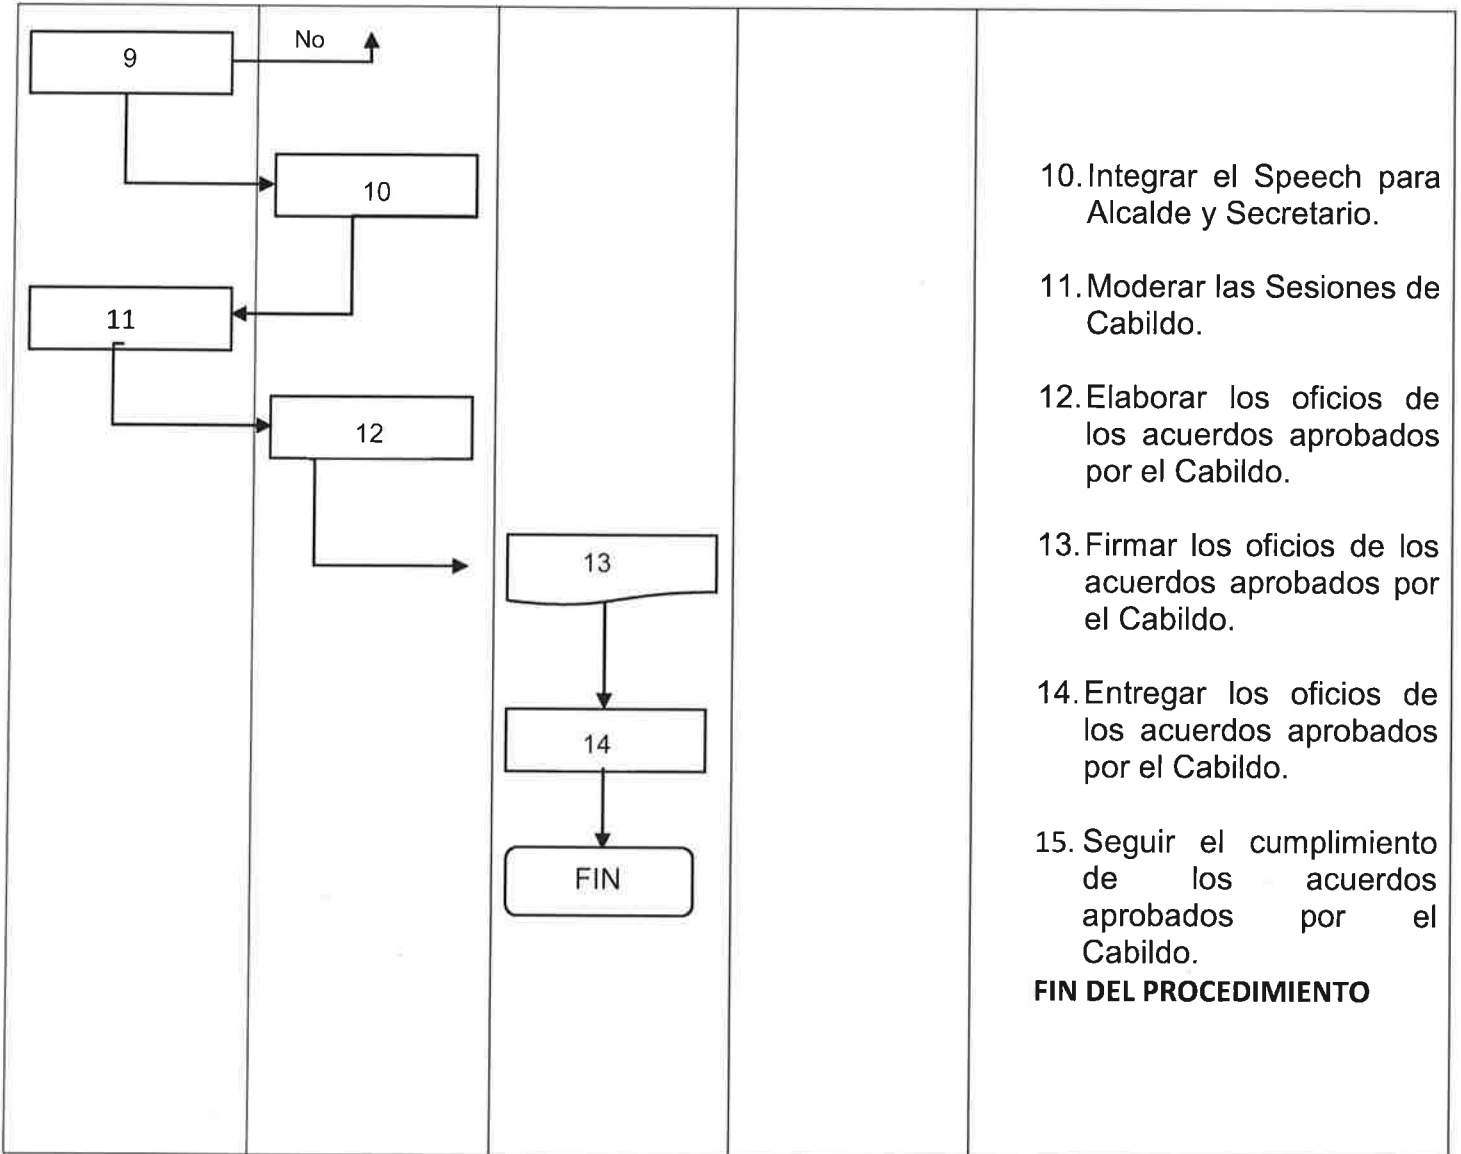 9
No
10
11
12
13
14
FIN
10. Integrar el Speech para
Alcalde y Secretario.
11. Moderar las Sesiones de
Cabildo.
12. Elaborar los oficios de
los acuerdos aprobados
por el Cabildo.
13. Firmar los oficios de los
acuerdos aprobados por
el Cabildo.
14. Entregar los oficios de
los acuerdos aprobados
por el Cabildo.
15. Seguir el cumplimiento
de los acuerdos
aprobados por el
Cabildo.
FIN DEL PROCEDIMIENTO